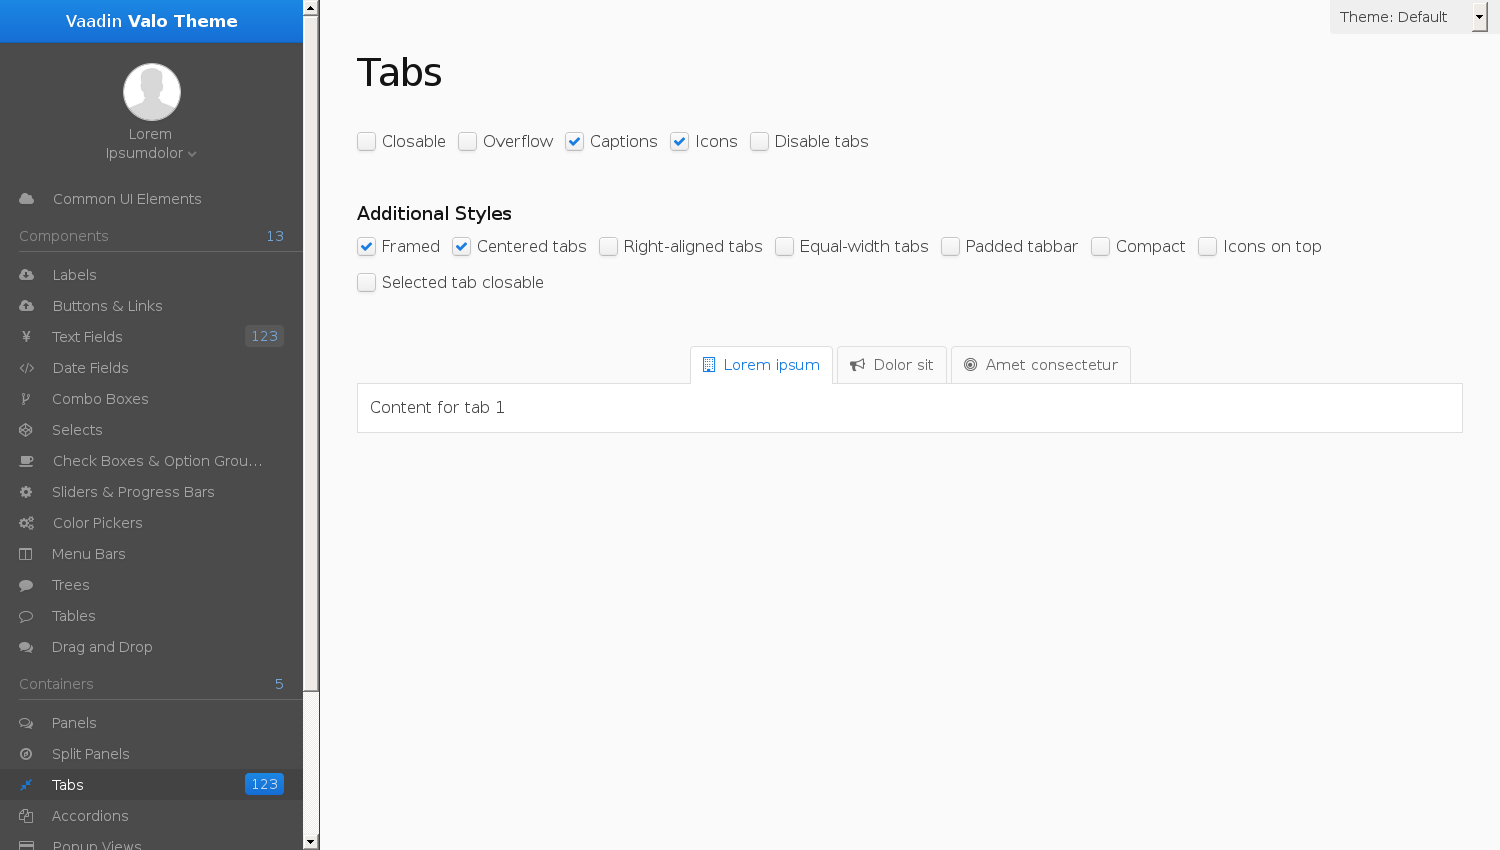 Vaadin Valo Theme
Lorem
Ipsumdolor
Common UI Elements
Components 13
Labels
Buttons & Links
Text Fields 123
Date Fields
Combo Boxes
Selects
Check Boxes & Option Grou…
Sliders & Progress Bars
Color Pickers
Menu Bars
Trees
Tables
Drag and Drop
Containers 5
Panels
Split Panels
Tabs 123
Accordions
Popup Views
Theme: Default
Tabs
Closable Overflow Captions Icons Disable tabs
Additional Styles
Framed Centered tabs Right-aligned tabs Equal-width tabs Padded tabbar Compact Icons on top
Selected tab closable
Lorem ipsum Dolor sit Amet consectetur
Content for tab 1